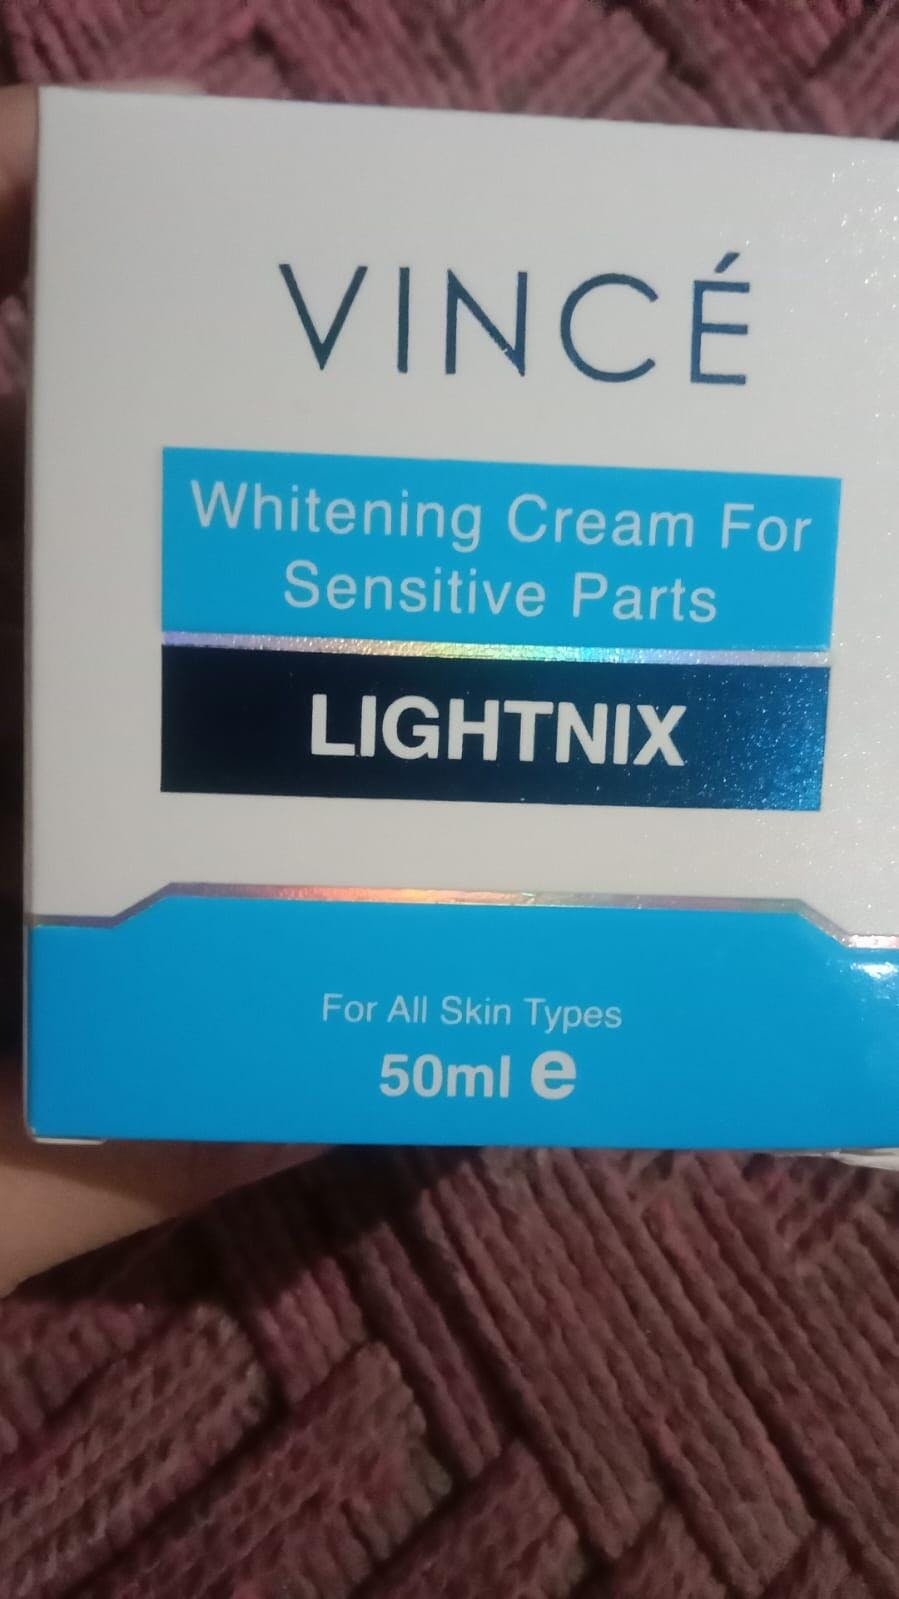 VINCÉ
Whitening Cream For
Sensitive Parts
LIGHTNIX
For All Skin Types
50ml e